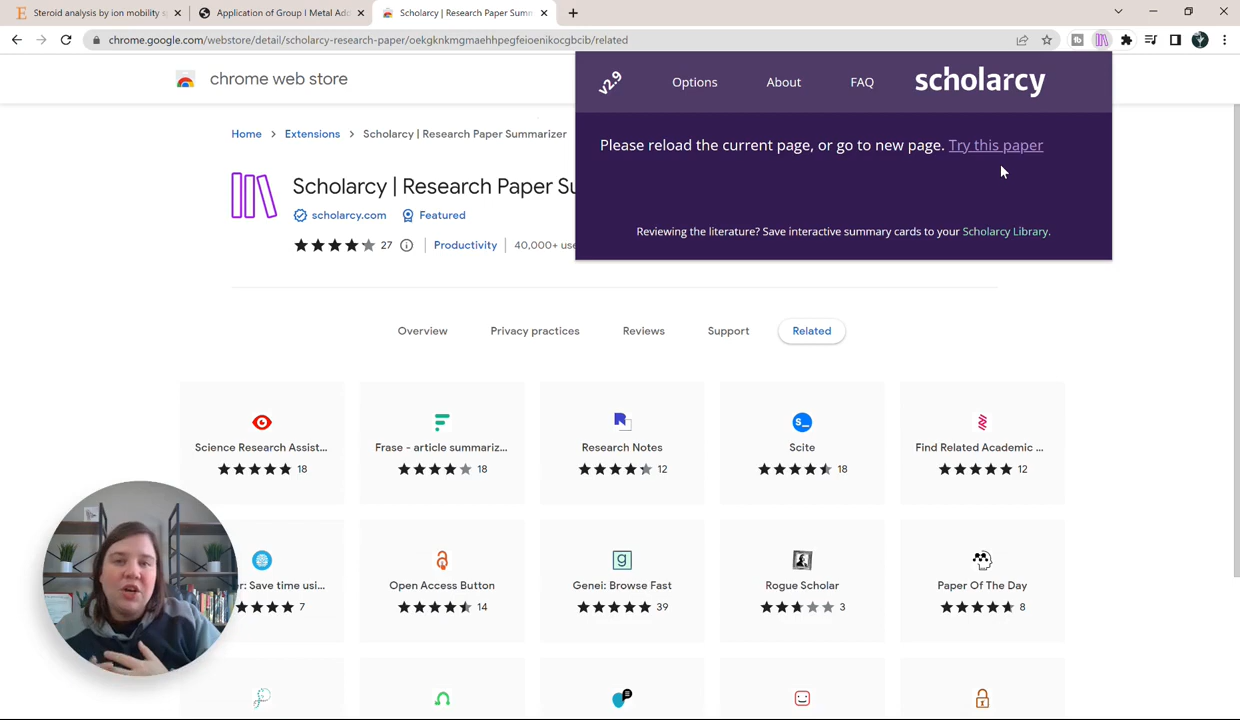 Steroid analysis by ion mobility s
Application of Group I Metal Add
Scholarcy | Research Paper Summ
chrome.google.com/webstore/detail/scholarcy-research-paper/oekgknkmgmaehhpegfeioenikocgbcib/related
chrome web store
v2.9
Options
About
FAQ
scholarcy
Please reload the current page, or go to new page. Try this paper
Reviewing the literature? Save interactive summary cards to your Scholarcy Library.
Home
Extensions
Scholarcy | Research Paper Summarizer
Scholarcy | Research Paper Su
scholarcy.com
Featured
27
Productivity
40,000+ use
Overview
Privacy practices
Reviews
Support
Related
Science Research Assist...
18
Frase - article summariz...
18
Research Notes
12
Scite
18
Find Related Academic ...
12
r: Save time usi...
7
Open Access Button
14
Genei: Browse Fast
39
Rogue Scholar
3
Paper Of The Day
8